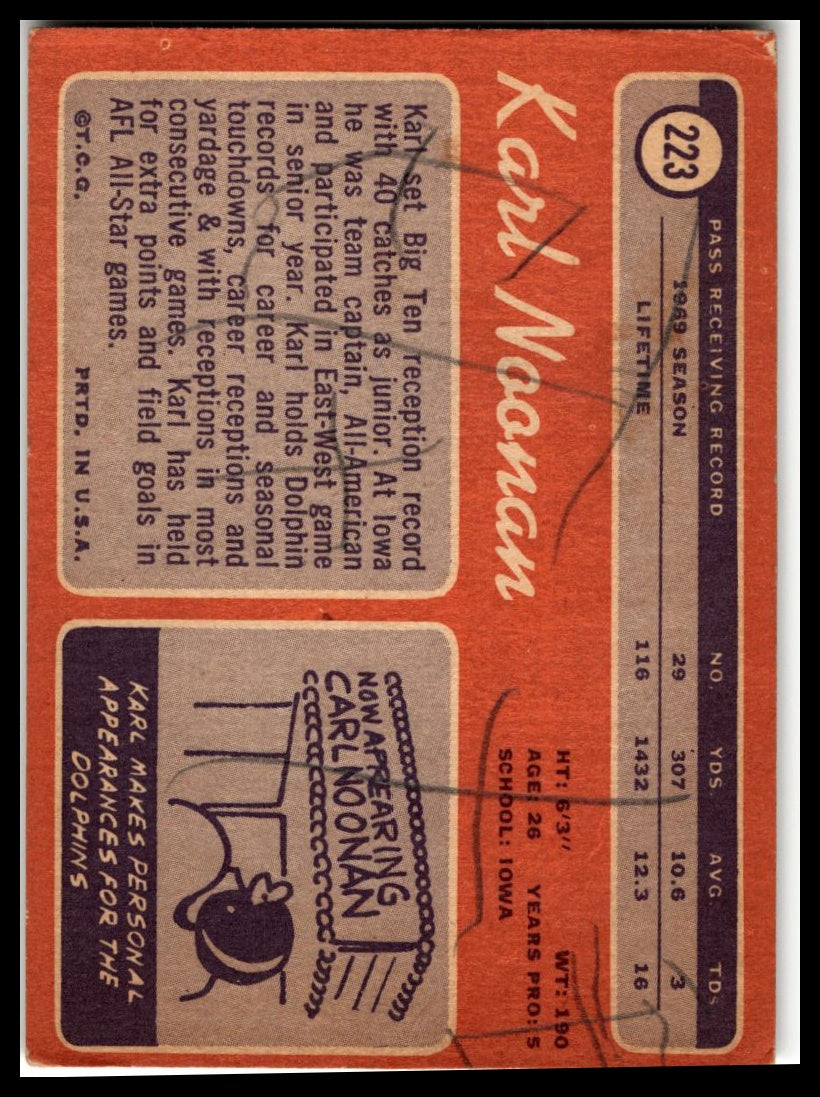 223
PASS RECEIVING RECORD NO. YDS AVG TDS
1969 SEASON 29 307 10.6 3
LIFETIME 116 1432 12.3 16
Karl Noonan
HT: 6'3" WT: 190
AGE: 26 YEARS PRO: 5
SCHOOL: IOWA
Karl set Big Ten reception record
with 40 catches as junior. At Iowa
he was team captain, All-American
and participated in East-West game
in senior year. Karl holds Dolphin
records for career and seasonal
touchdowns, career receptions and
yardage & with receptions in most
consecutive games. Karl has held
for extra points and field goals in
AFL All-Star games.
©T.C.G. PRTD. IN U.S.A.
NOW APPEARING
CARL NOONAN
KARL MAKES PERSONAL
APPEARANCES FOR THE
DOLPHINS